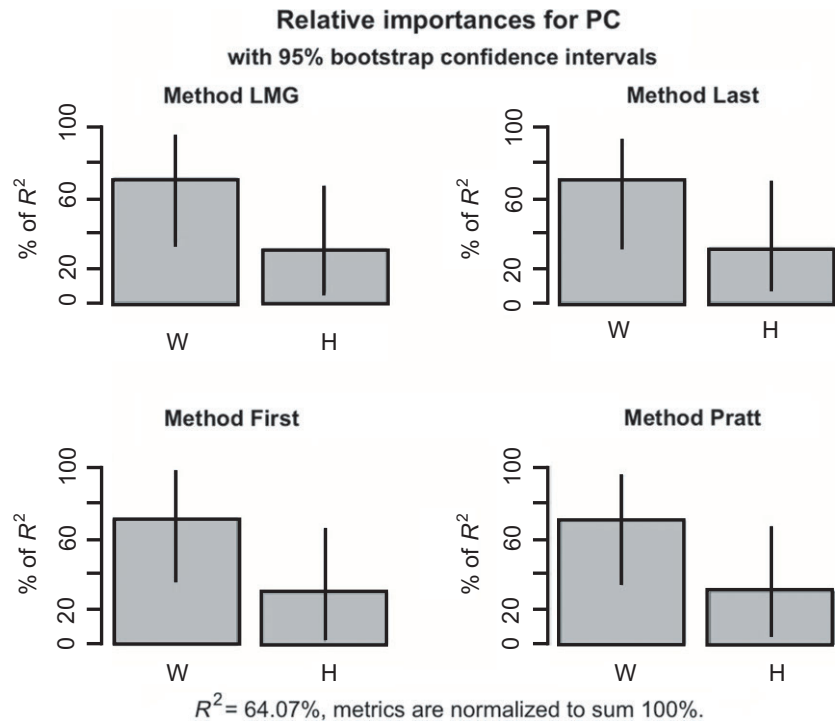 Relative importances for PC
with 95% bootstrap confidence intervals
Method LMG
% of R²
100
60
20
0
W
H
Method Last
% of R²
100
60
20
0
W
H
Method First
% of R²
100
60
20
0
W
H
Method Pratt
% of R²
100
60
20
0
W
H
R² = 64.07%, metrics are normalized to sum 100%.